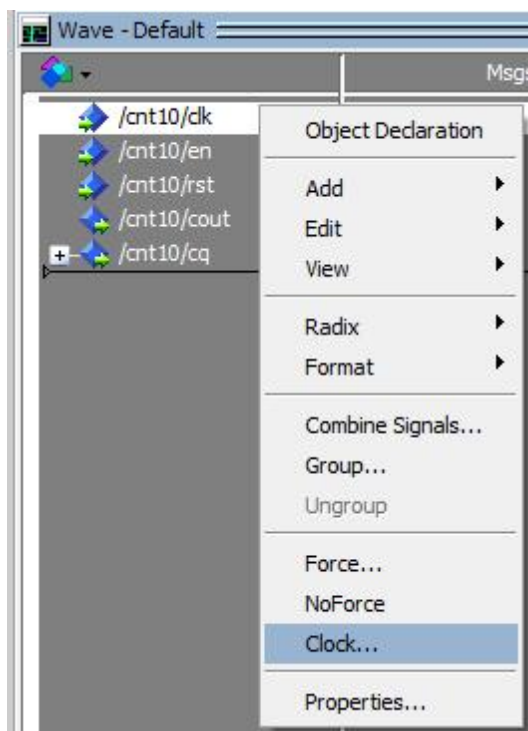 Wave - Default
Msgs
/cnt10/clk
/cnt10/en
/cnt10/rst
/cnt10/cout
/cnt10/cq
Object Declaration
Add
Edit
View
Radix
Format
Combine Signals...
Group...
Ungroup
Force...
NoForce
Clock...
Properties...